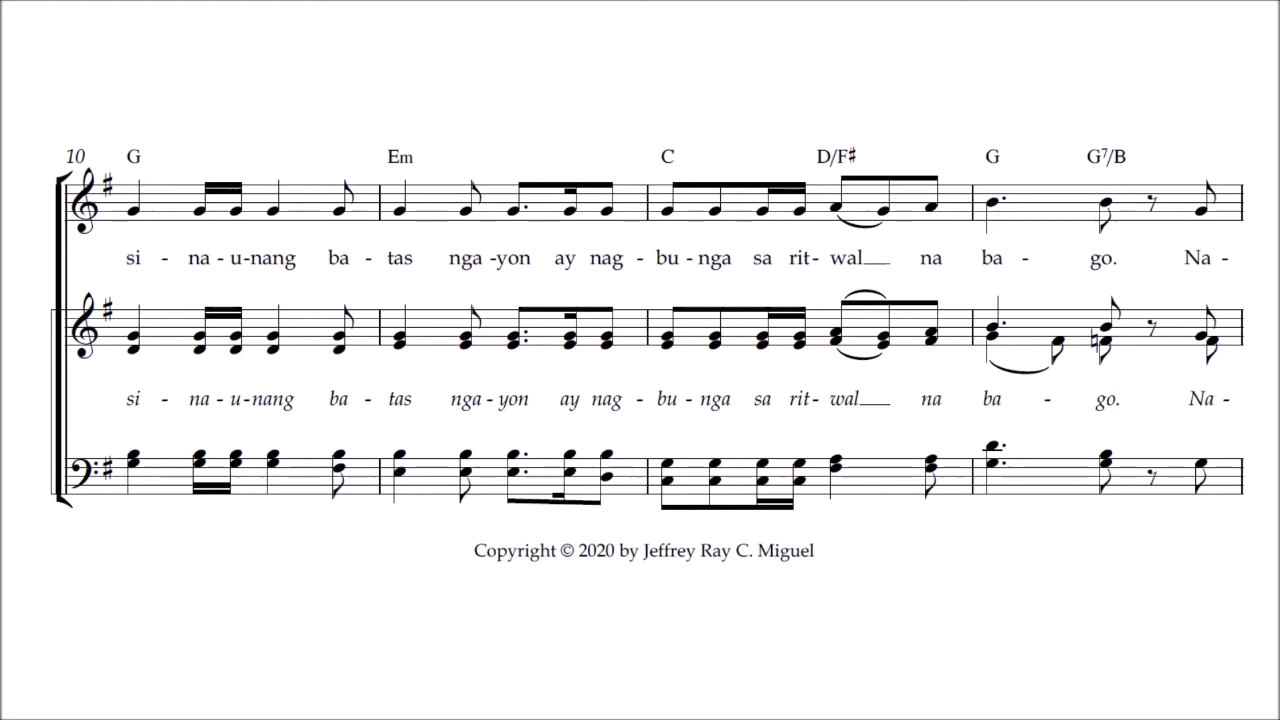 10 G Em C D/F♯ G G7/B
si - na - u - nang ba - tas nga - yon ay nag - bu - nga sa rit - wal__ na ba - go. Na -
si - na - u - nang ba - tas nga - yon ay nag - bu - nga sa rit - wal__ na ba - go. Na -
Copyright © 2020 by Jeffrey Ray C. Miguel